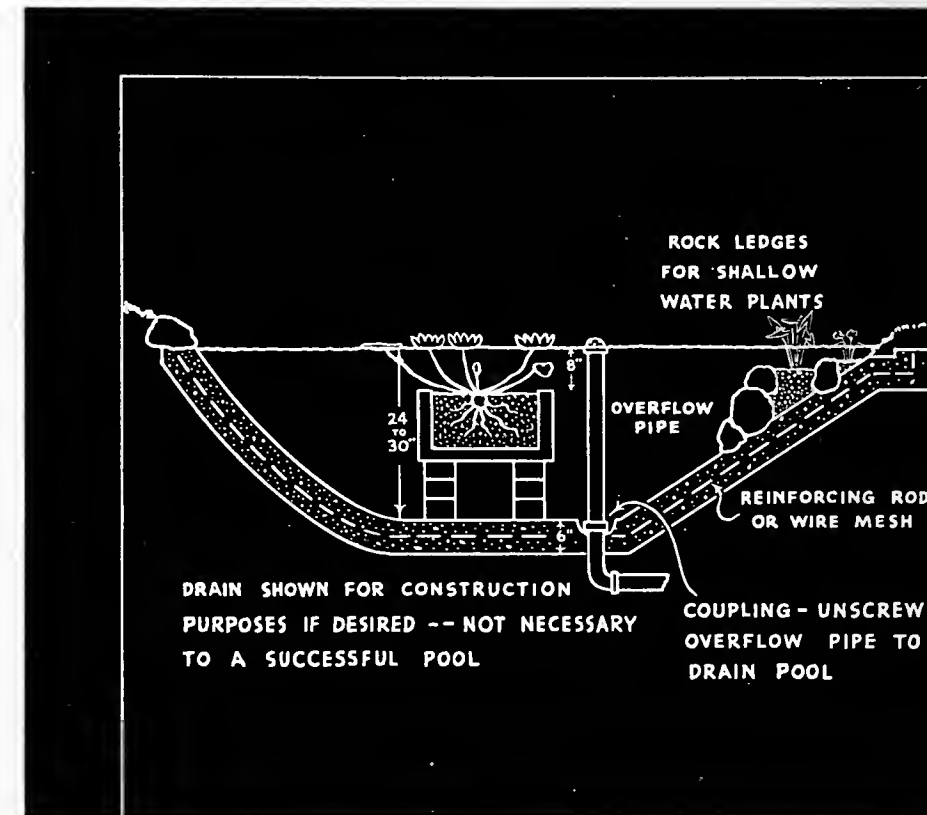 ROCK LEDGES
FOR SHALLOW
WATER PLANTS
8"
24
TO
30"
OVERFLOW
PIPE
REINFORCING ROD
OR WIRE MESH
6"
DRAIN SHOWN FOR CONSTRUCTION
PURPOSES IF DESIRED -- NOT NECESSARY
TO A SUCCESSFUL POOL
COUPLING - UNSCREW
OVERFLOW PIPE TO
DRAIN POOL